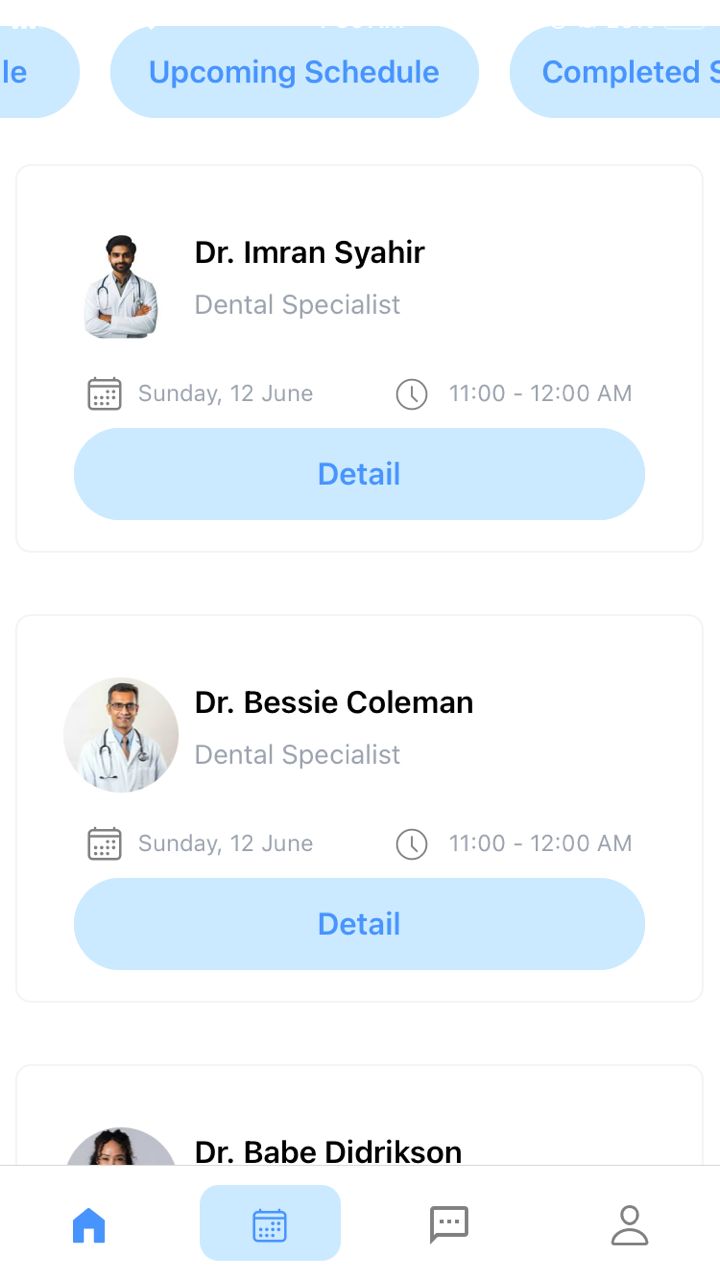 le
Upcoming Schedule
Completed S
Dr. Imran Syahir
Dental Specialist
Sunday, 12 June
11:00 - 12:00 AM
Detail
Dr. Bessie Coleman
Dental Specialist
Sunday, 12 June
11:00 - 12:00 AM
Detail
Dr. Babe Didrikson